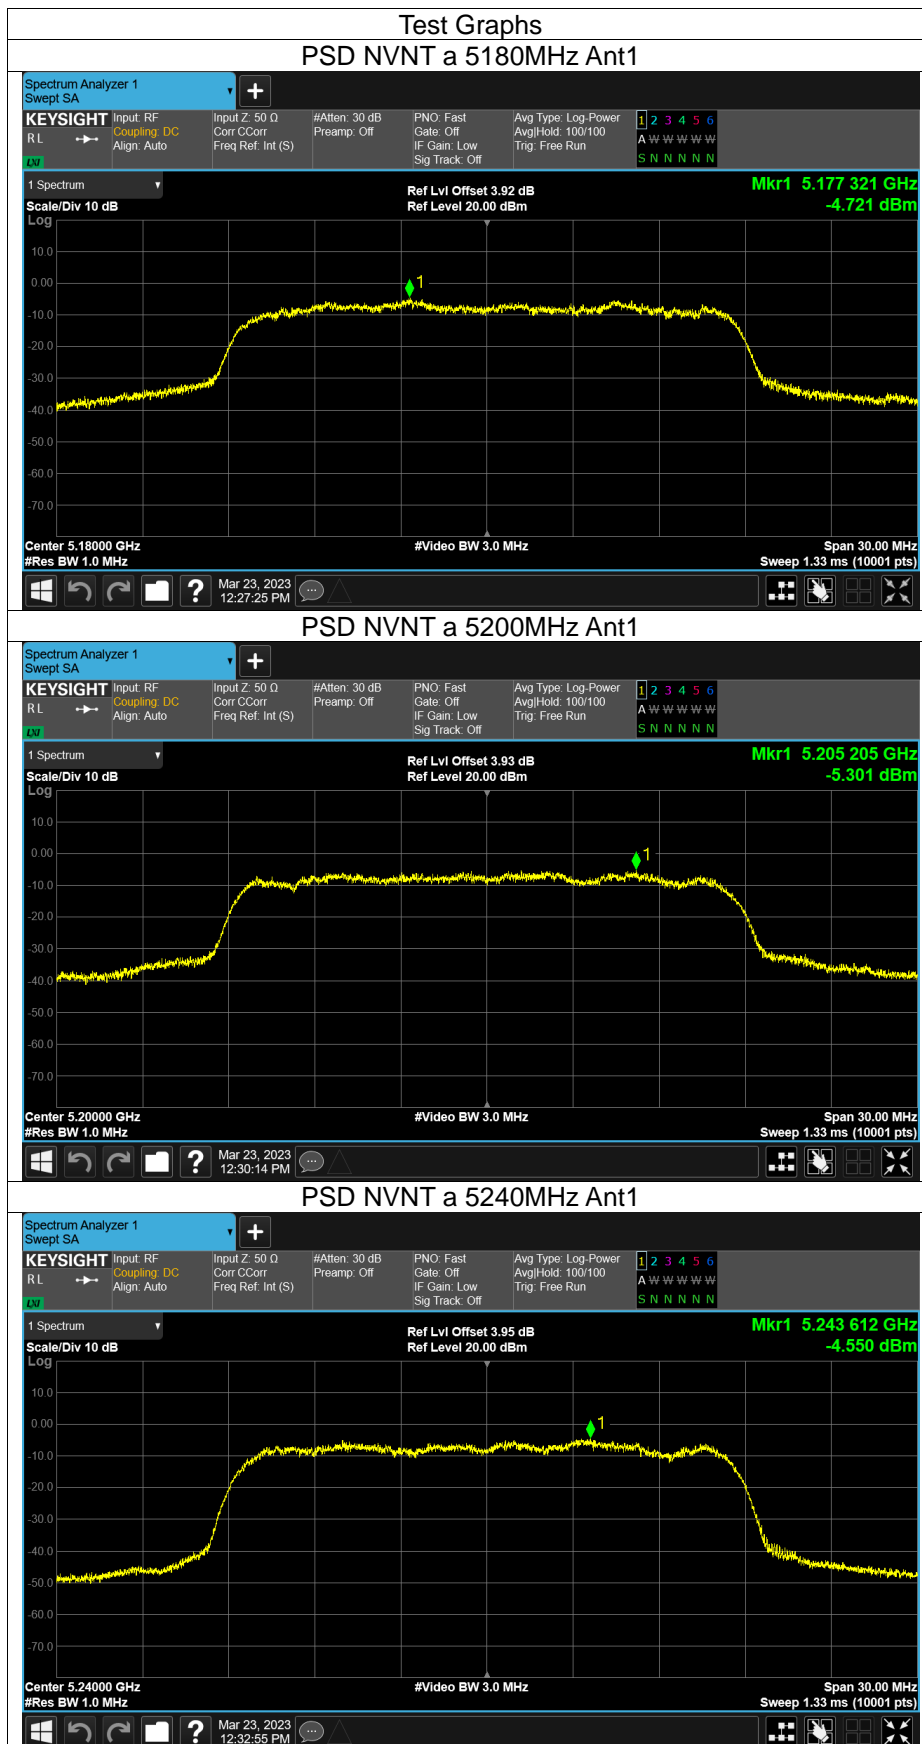 Test Graphs
PSD NVNT a 5180MHz Ant1
Spectrum Analyzer 1
Swept SA
+
KEYSIGHT Input: RF Input Z: 50 Ω #Atten: 30 dB PNO: Fast Avg Type: Log-Power 1 2 3 4 5 6
R L Coupling: DC Corr CCorr Preamp: Off Gate: Off Avg|Hold: 100/100 A W W W W W
Align: Auto Freq Ref: Int (S) IF Gain: Low Trig: Free Run
LXI Sig Track: Off S N N N N N
1 Spectrum Ref Lvl Offset 3.92 dB Mkr1 5.177 321 GHz
Scale/Div 10 dB Ref Level 20.00 dBm -4.721 dBm
Log
10.0
1
0.00
-10.0
-20.0
-30.0
-40.0
-50.0
-60.0
-70.0
Center 5.18000 GHz #Video BW 3.0 MHz Span 30.00 MHz
#Res BW 1.0 MHz Sweep 1.33 ms (10001 pts)
? Mar 23, 2023
12:27:25 PM
PSD NVNT a 5200MHz Ant1
Spectrum Analyzer 1
Swept SA
+
KEYSIGHT Input: RF Input Z: 50 Ω #Atten: 30 dB PNO: Fast Avg Type: Log-Power 1 2 3 4 5 6
R L Coupling: DC Corr CCorr Preamp: Off Gate: Off Avg|Hold: 100/100 A W W W W W
Align: Auto Freq Ref: Int (S) IF Gain: Low Trig: Free Run
LXI Sig Track: Off S N N N N N
1 Spectrum Ref Lvl Offset 3.93 dB Mkr1 5.205 205 GHz
Scale/Div 10 dB Ref Level 20.00 dBm -5.301 dBm
Log
10.0
0.00 1
-10.0
-20.0
-30.0
-40.0
-50.0
-60.0
-70.0
Center 5.20000 GHz #Video BW 3.0 MHz Span 30.00 MHz
#Res BW 1.0 MHz Sweep 1.33 ms (10001 pts)
? Mar 23, 2023
12:30:14 PM
PSD NVNT a 5240MHz Ant1
Spectrum Analyzer 1
Swept SA
+
KEYSIGHT Input: RF Input Z: 50 Ω #Atten: 30 dB PNO: Fast Avg Type: Log-Power 1 2 3 4 5 6
R L Coupling: DC Corr CCorr Preamp: Off Gate: Off Avg|Hold: 100/100 A W W W W W
Align: Auto Freq Ref: Int (S) IF Gain: Low Trig: Free Run
LXI Sig Track: Off S N N N N N
1 Spectrum Ref Lvl Offset 3.95 dB Mkr1 5.243 612 GHz
Scale/Div 10 dB Ref Level 20.00 dBm -4.550 dBm
Log
10.0
0.00 1
-10.0
-20.0
-30.0
-40.0
-50.0
-60.0
-70.0
Center 5.24000 GHz #Video BW 3.0 MHz Span 30.00 MHz
#Res BW 1.0 MHz Sweep 1.33 ms (10001 pts)
? Mar 23, 2023
12:32:55 PM